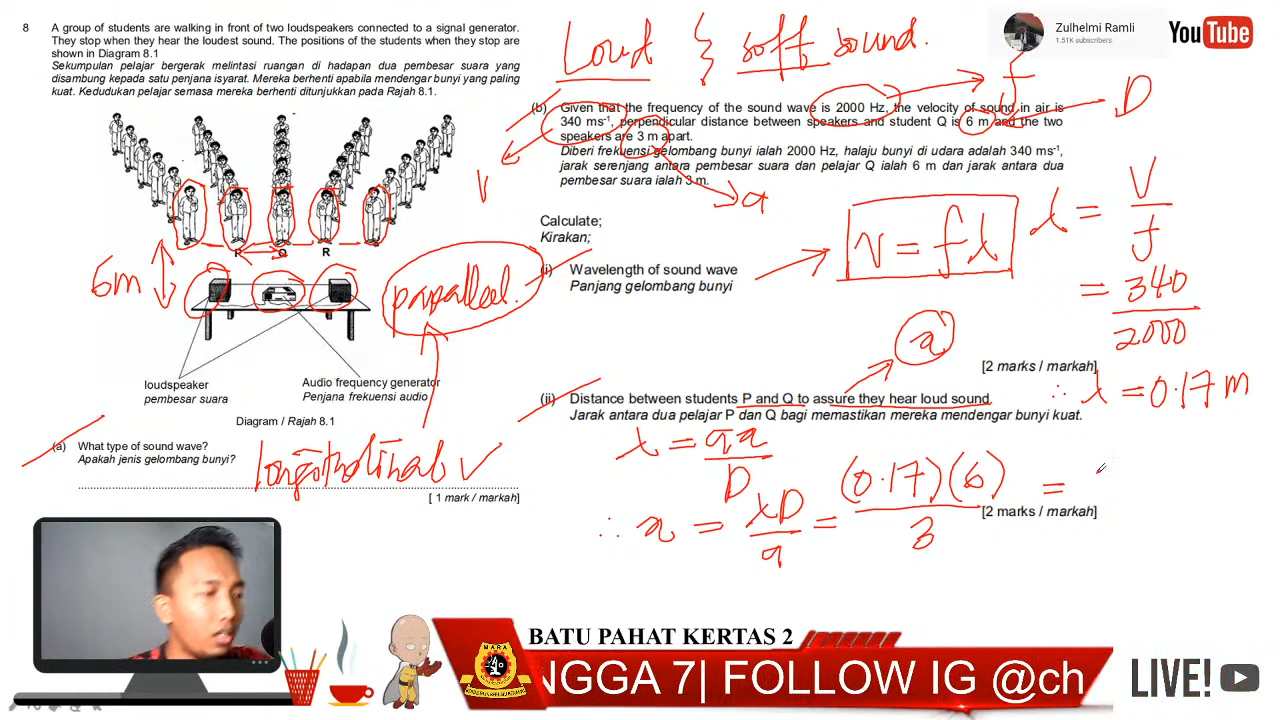 8 A group of students are walking in front of two loudspeakers connected to a signal generator.
They stop when they hear the loudest sound. The positions of the students when they stop are
shown in Diagram 8.1
Sekumpulan pelajar bergerak melintasi ruangan di hadapan dua pembesar suara yang
disambung kepada satu penjana isyarat. Mereka berhenti apabila mendengar bunyi yang paling
kuat. Kedudukan pelajar semasa mereka berhenti ditunjukkan pada Rajah 8.1.
P Q R
6m
loudspeaker
pembesar suara
Audio frequency generator
Penjana frekuensi audio
Diagram / Rajah 8.1
(a) What type of sound wave?
Apakah jenis gelombang bunyi?
longitudinal ✓
[ 1 mark / markah]
parallel
Loud & soft sound.
Zulhelmi Ramli
1.51K subscribers
YouTube
f
D
(b) Given that the frequency of the sound wave is 2000 Hz, the velocity of sound in air is
340 ms⁻¹, perpendicular distance between speakers and student Q is 6 m and the two
speakers are 3 m apart.
Diberi frekuensi gelombang bunyi ialah 2000 Hz, halaju bunyi di udara adalah 340 ms⁻¹,
jarak serenjang antara pembesar suara dan pelajar Q ialah 6 m dan jarak antara dua
pembesar suara ialah 3 m.
V
a
Calculate;
Kirakan;
(i) Wavelength of sound wave
Panjang gelombang bunyi
v = fλ
λ = V/f
= 340/2000
[2 marks / markah]
∴ λ = 0.17 m
x
(ii) Distance between students P and Q to assure they hear loud sound.
Jarak antara dua pelajar P dan Q bagi memastikan mereka mendengar bunyi kuat.
λ = ax/D
∴ x = λD/a = (0.17)(6)/3 =
[2 marks / markah]
BATU PAHAT KERTAS 2
NGGA 7| FOLLOW IG @ch
MARA
LIVE!